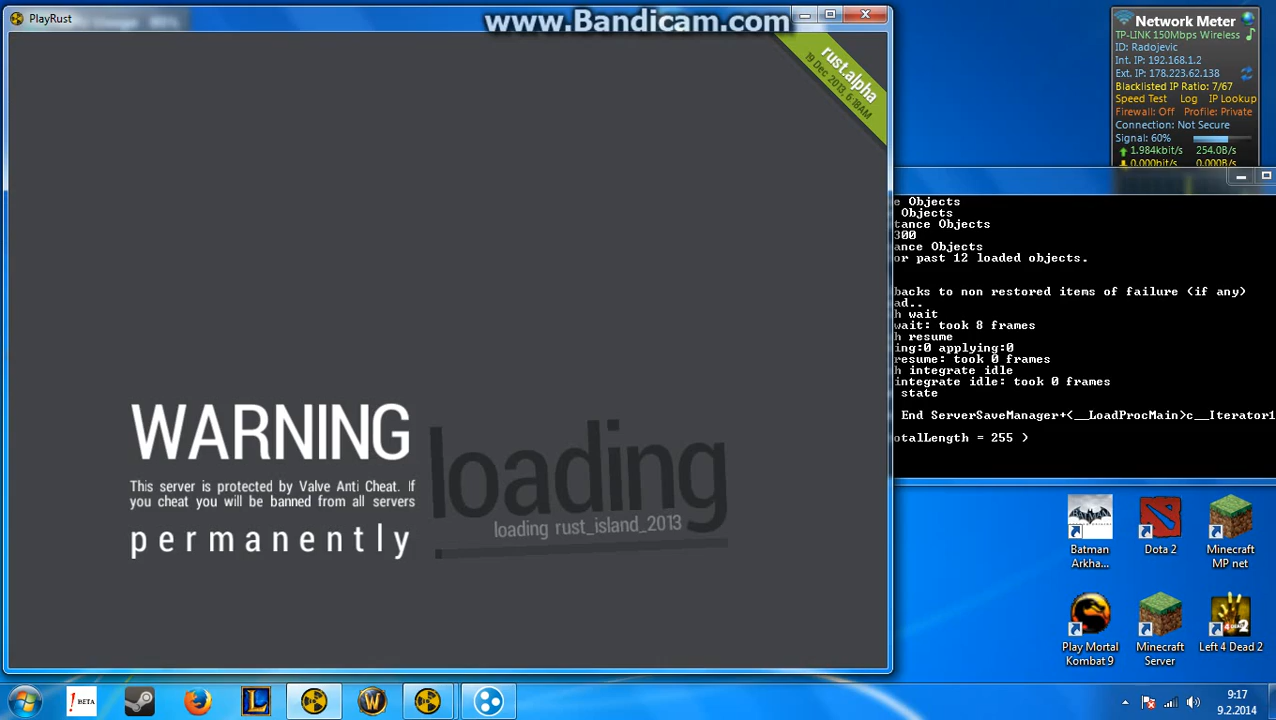 PlayRust
www.Bandicam.com
rust.alpha
19 Dec 2013, 6:18AM
WARNING
This server is protected by Valve Anti Cheat. If
you cheat you will be banned from all servers
permanently
loading
loading rust_island_2013
Network Meter
TP-LINK 150Mbps Wireless
ID: Radojevic
Int. IP: 192.168.1.2
Ext. IP: 178.223.62.138
Blacklisted IP Ratio: 7/67
Speed Test Log IP Lookup
Firewall: Off Profile: Private
Connection: Not Secure
Signal: 60%
1.984kbit/s 254.0B/s
0.000bit/s 0.000B/s
e Objects
Objects
tance Objects
300
ance Objects
or past 12 loaded objects.
backs to non restored items of failure (if any)
ad..
h wait
wait: took 8 frames
h resume
ing:0 applying:0
resume: took 0 frames
h integrate idle
integrate idle: took 0 frames
state
End ServerSaveManager+<__LoadProcMain>c__Iterator1
otalLength = 255 )
Batman
Arkha...
Dota 2
Minecraft
MP net
Play Mortal
Kombat 9
Minecraft
Server
Left 4 Dead 2
! BETA
L
W
9:17
9.2.2014